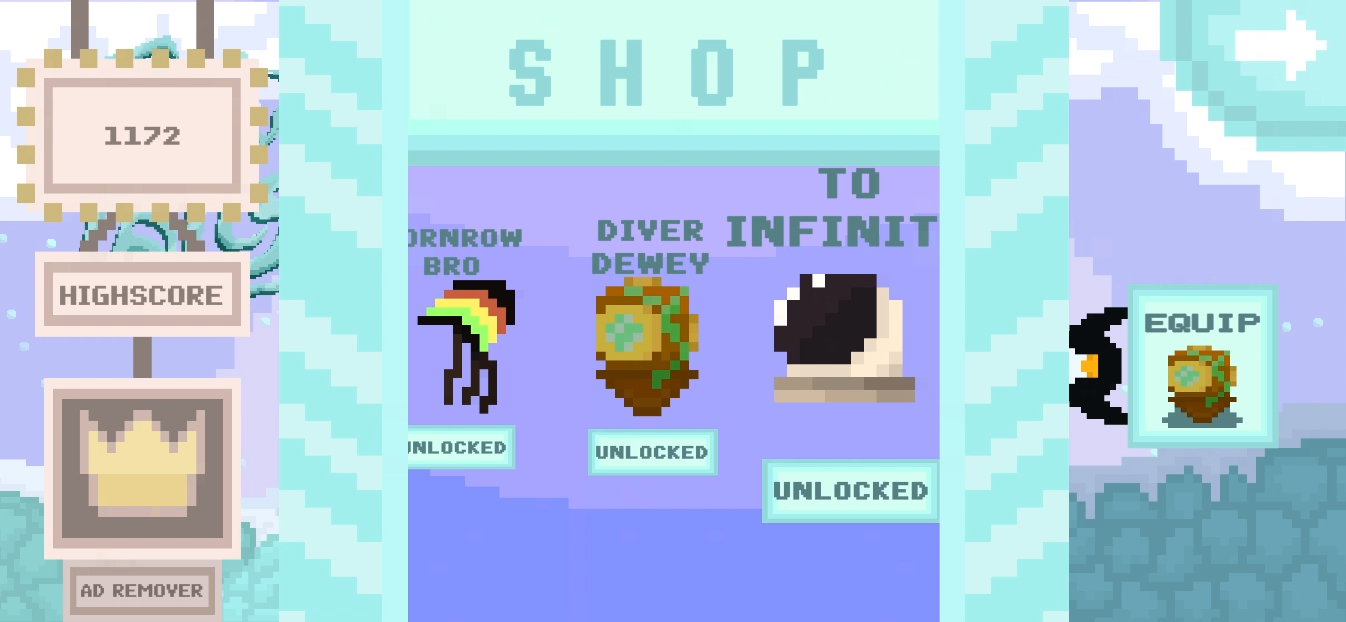 SHOP
1172
HIGHSCORE
AD REMOVER
ORNROW
BRO
UNLOCKED
DIVER
DEWEY
UNLOCKED
TO
INFINIT
UNLOCKED
EQUIP